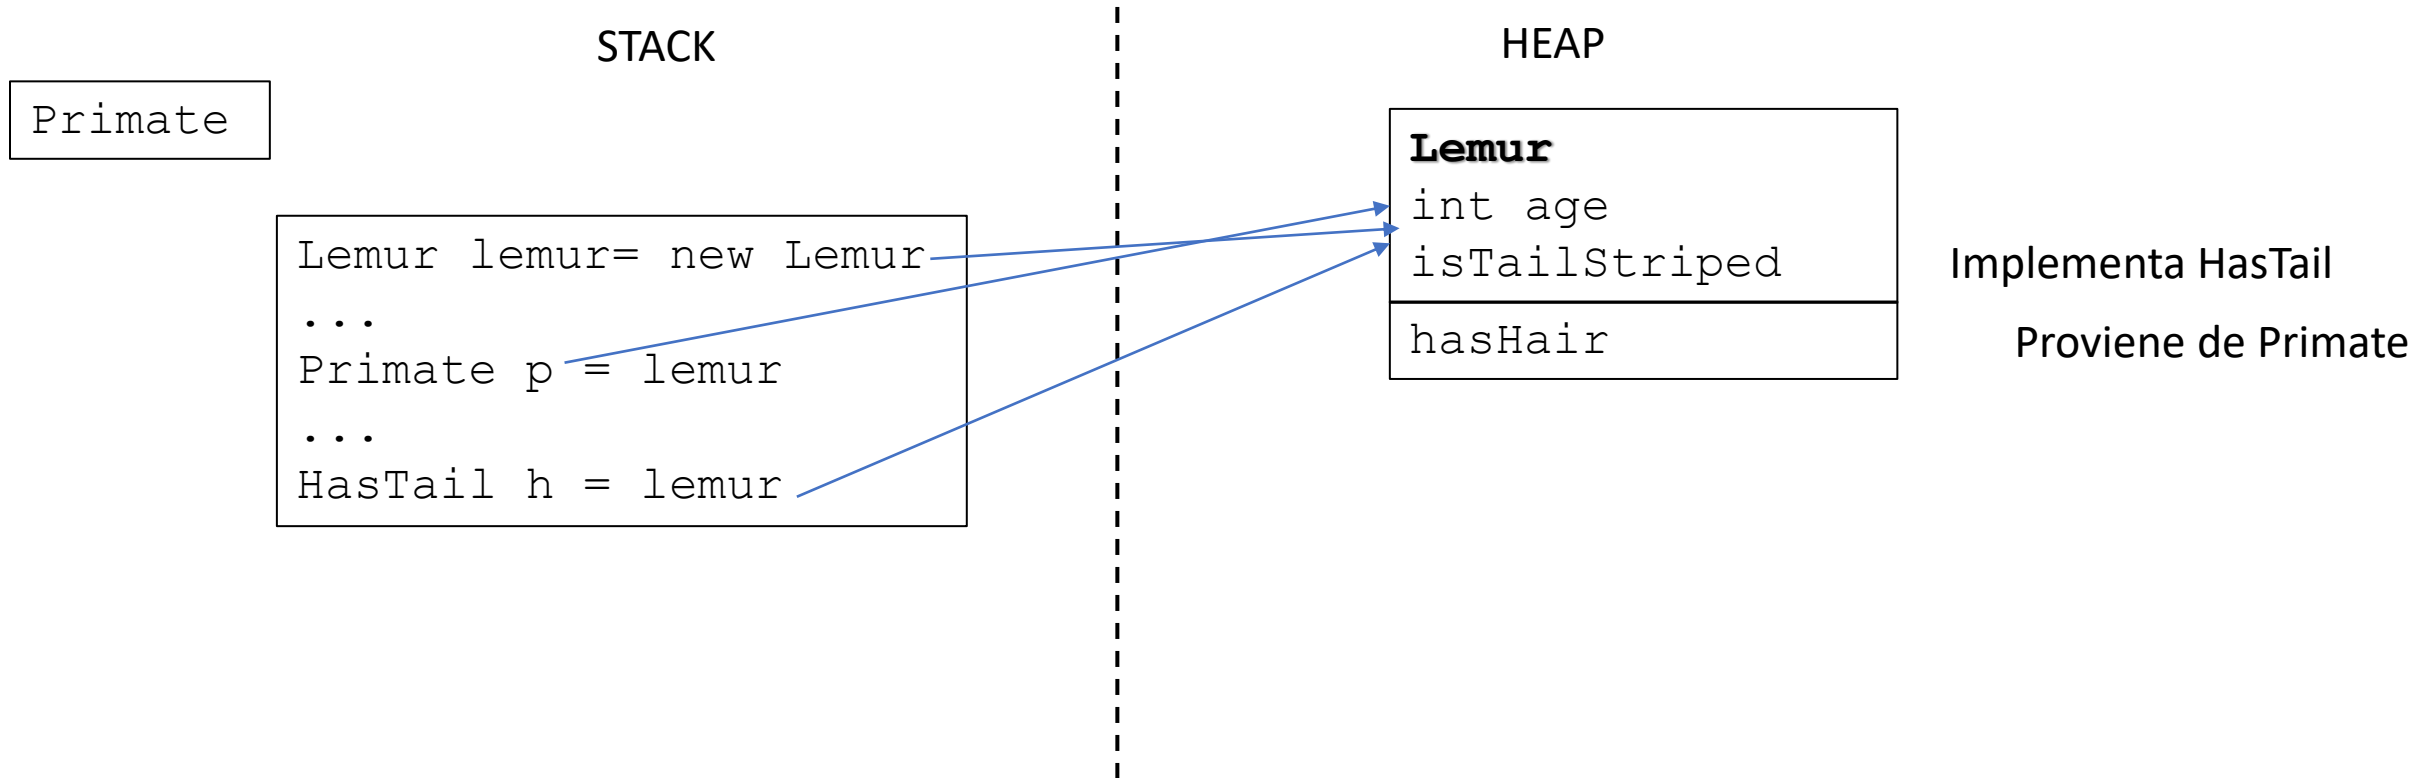 STACK
HEAP
Primate
Lemur lemur= new Lemur
...
Primate p = lemur
...
HasTail h = lemur
Lemur
int age
isTailStriped
hasHair
Implementa HasTail
Proviene de Primate